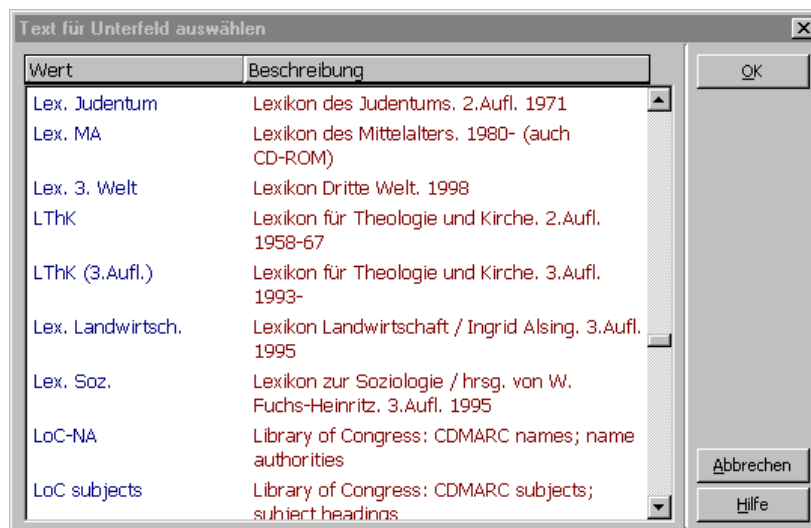 Text für Unterfeld auswählen
Wert Beschreibung
OK
Lex. Judentum Lexikon des Judentums. 2.Aufl. 1971
Lex. MA Lexikon des Mittelalters. 1980- (auch
CD-ROM)
Lex. 3. Welt Lexikon Dritte Welt. 1998
LThK Lexikon für Theologie und Kirche. 2.Aufl.
1958-67
LThK (3.Aufl.) Lexikon für Theologie und Kirche. 3.Aufl.
1993-
Lex. Landwirtsch. Lexikon Landwirtschaft / Ingrid Alsing. 3.Aufl.
1995
Lex. Soz. Lexikon zur Soziologie / hrsg. von W.
Fuchs-Heinritz. 3.Aufl. 1995
LoC-NA Library of Congress: CDMARC names; name
authorities
LoC subjects Library of Congress: CDMARC subjects;
subject headings
Abbrechen
Hilfe